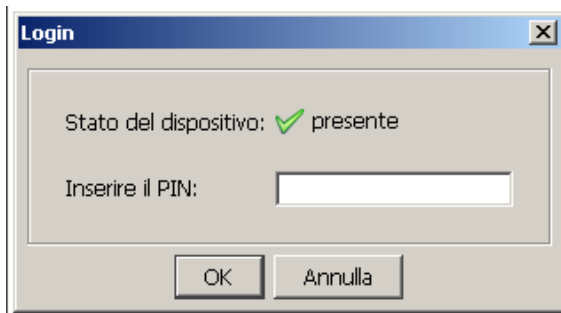 Login
Stato del dispositivo: presente
Inserire il PIN:
OK Annulla